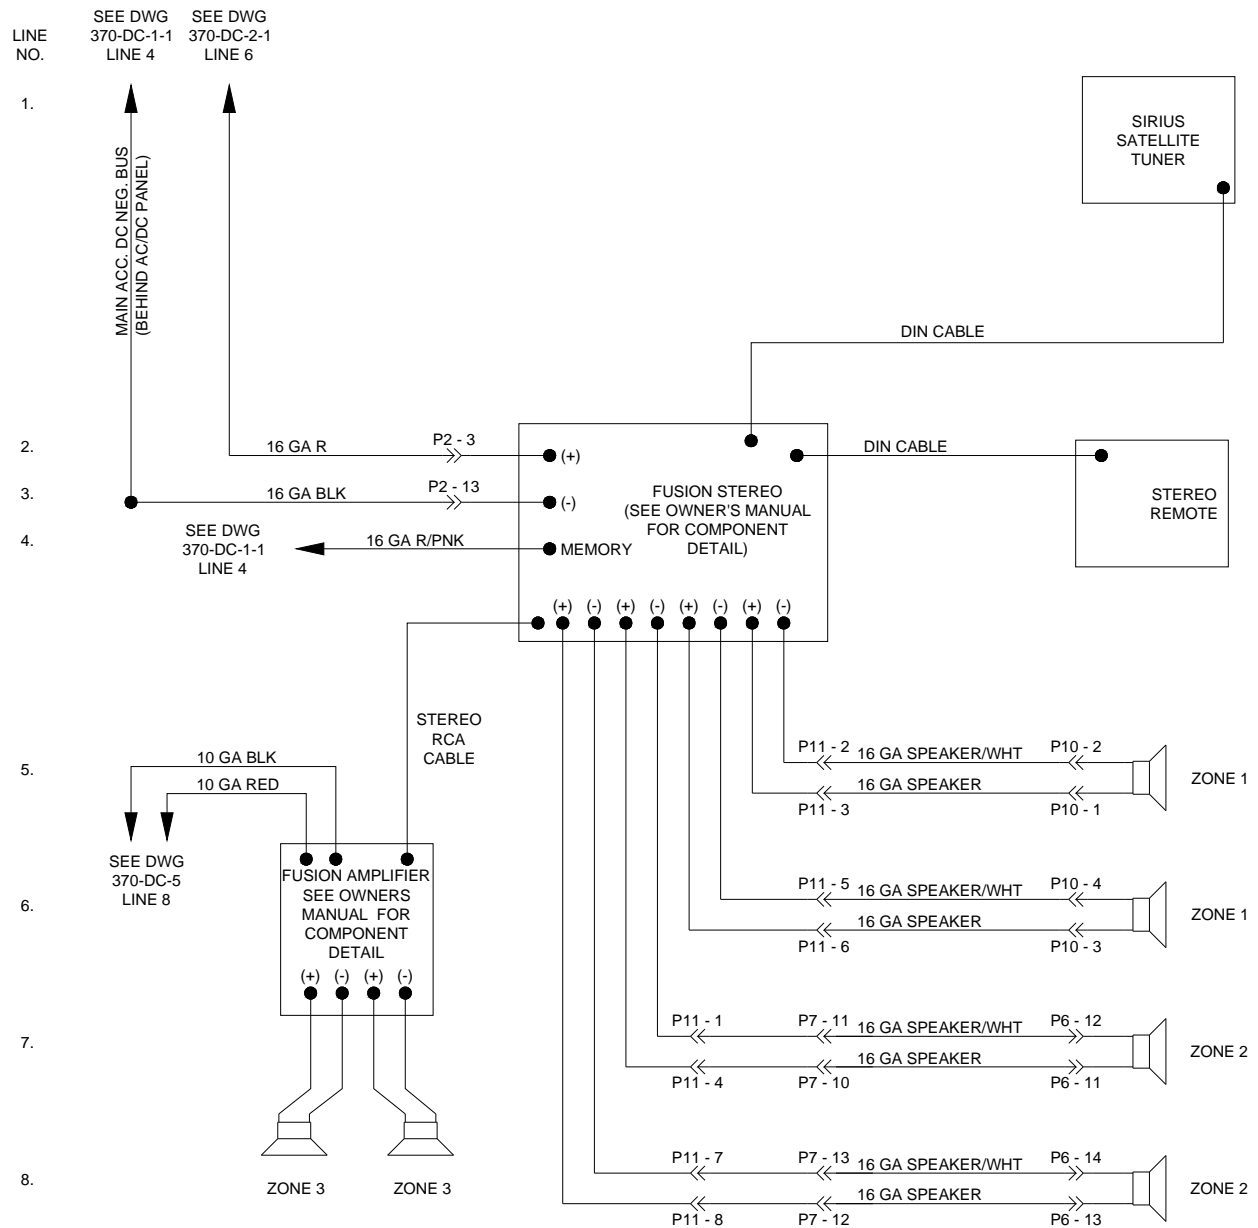 LINE
NO.
SEE DWG
370-DC-1-1
LINE 4
SEE DWG
370-DC-2-1
LINE 6
1.
MAIN ACC. DC NEG. BUS
(BEHIND AC/DC PANEL)
SIRIUS
SATELLITE
TUNER
DIN CABLE
2.
16 GA R
P2 - 3
(+)
DIN CABLE
3.
16 GA BLK
P2 - 13
(-)
FUSION STEREO
(SEE OWNER'S MANUAL
FOR COMPONENT
DETAIL)
STEREO
REMOTE
4.
SEE DWG
370-DC-1-1
LINE 4
16 GA R/PNK
MEMORY
(+) (-) (+) (-) (+) (-) (+) (-)
STEREO
RCA
CABLE
5.
10 GA BLK
10 GA RED
SEE DWG
370-DC-5
LINE 8
P11 - 2
16 GA SPEAKER/WHT
P10 - 2
P11 - 3
16 GA SPEAKER
P10 - 1
ZONE 1
6.
FUSION AMPLIFIER
SEE OWNERS
MANUAL FOR
COMPONENT
DETAIL
(+) (-) (+) (-)
P11 - 5
16 GA SPEAKER/WHT
P10 - 4
P11 - 6
16 GA SPEAKER
P10 - 3
ZONE 1
7.
P11 - 1
P7 - 11
16 GA SPEAKER/WHT
P6 - 12
P11 - 4
P7 - 10
16 GA SPEAKER
P6 - 11
ZONE 2
8.
ZONE 3
ZONE 3
P11 - 7
P7 - 13
16 GA SPEAKER/WHT
P6 - 14
P11 - 8
P7 - 12
16 GA SPEAKER
P6 - 13
ZONE 2